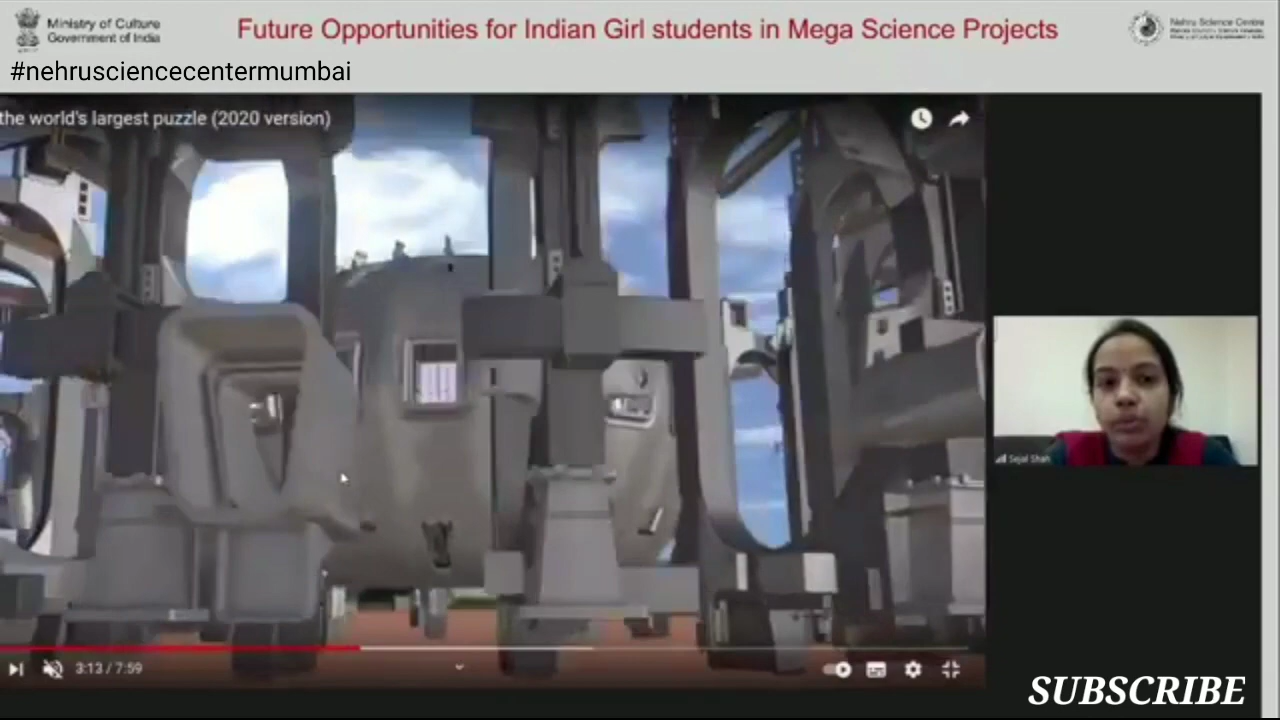 Ministry of Culture
Government of India
Future Opportunities for Indian Girl students in Mega Science Projects
Nehru Science Centre
#nehrusciencecentermumbai
the world's largest puzzle (2020 version)
Sejal Shah
3:13 / 7:59
SUBSCRIBE